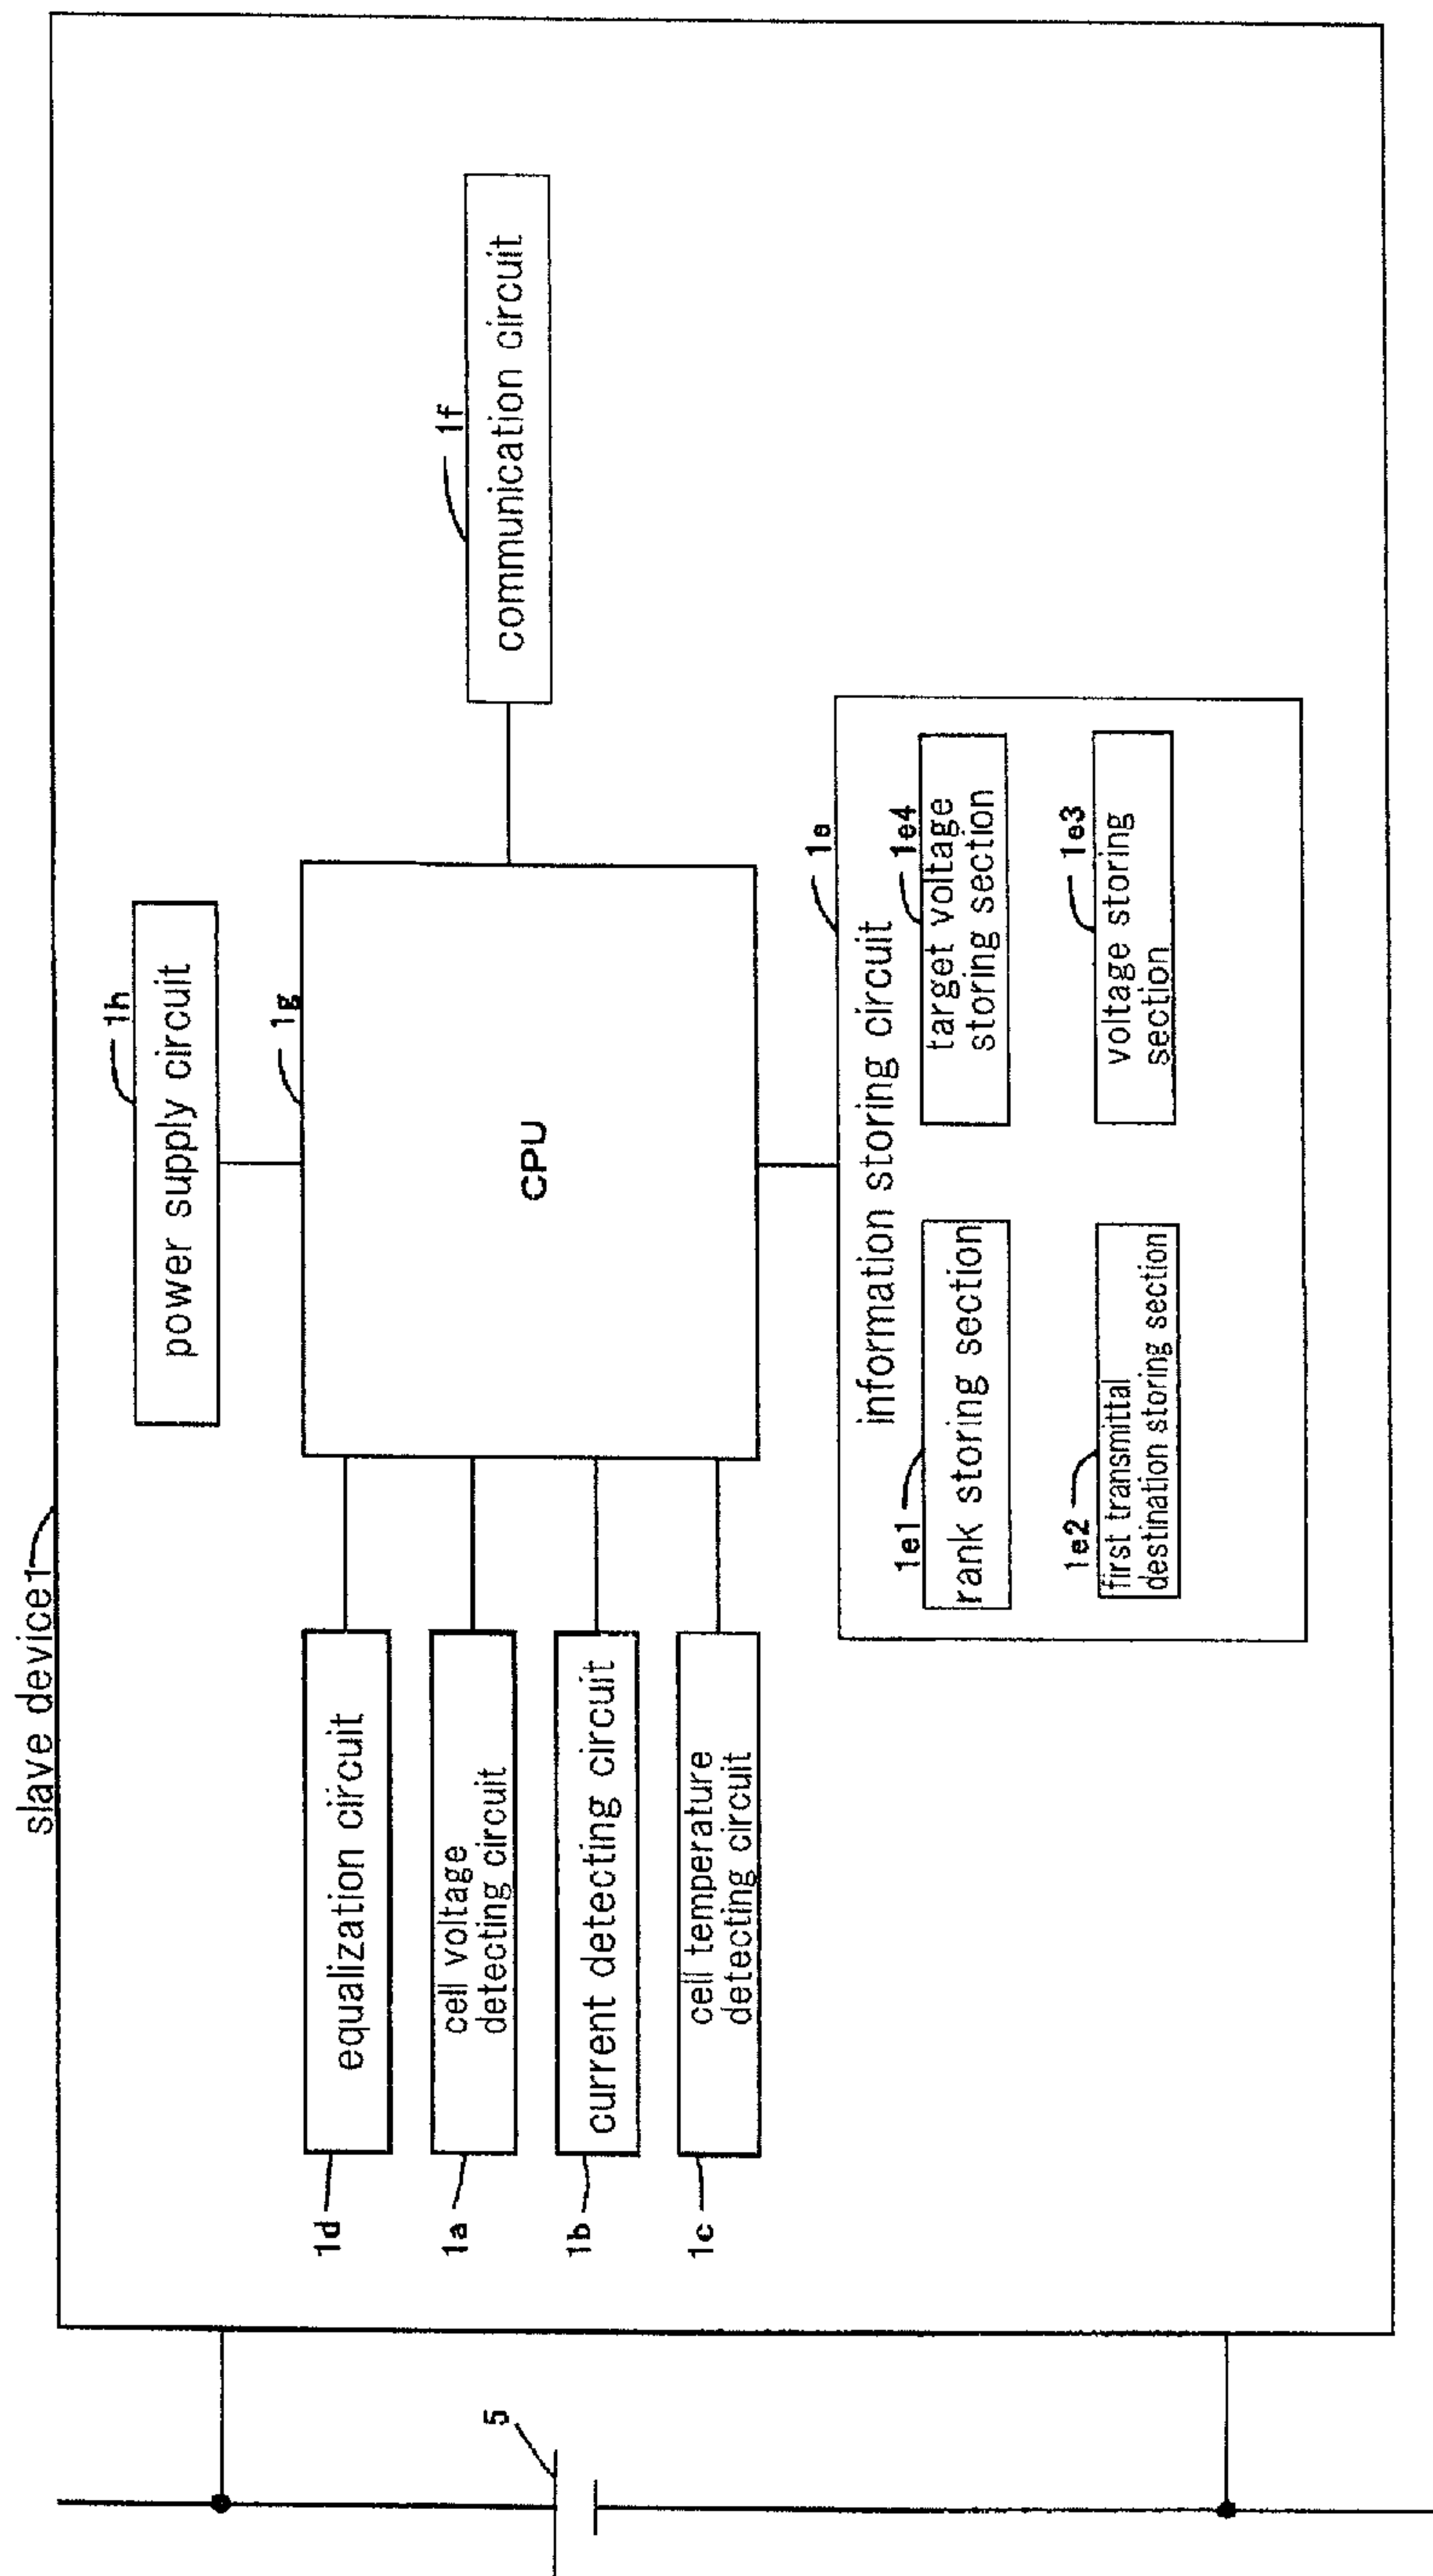 slave device1
1h
power supply circuit
1g
CPU
1f
communication circuit
1d
equalization circuit
1a
cell voltage
detecting circuit
1b
current detecting circuit
1c
cell temperature
detecting circuit
5
1e
information storing circuit
1e1
rank storing section
1e4
target voltage
storing section
1e2
first transmittal
destination storing section
1e3
voltage storing
section